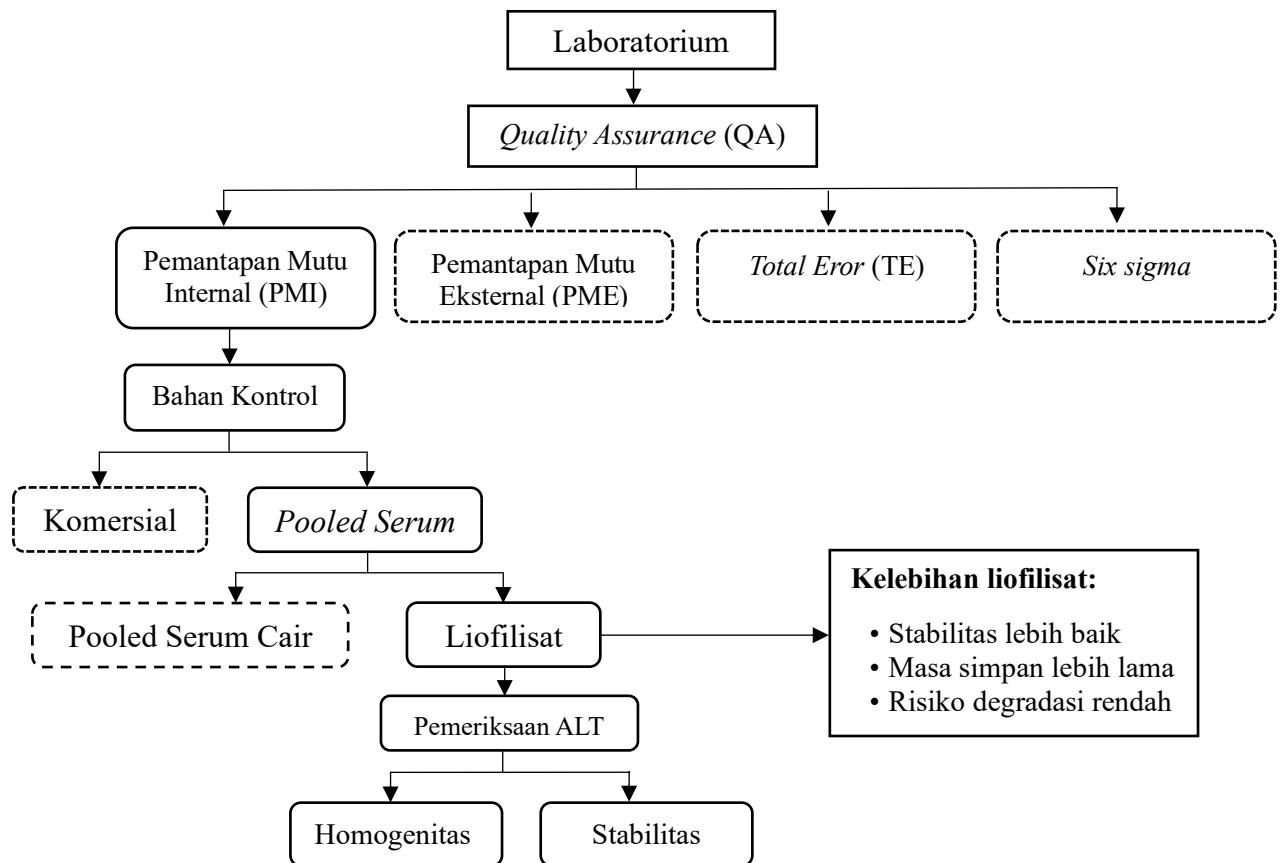 Laboratorium
Quality Assurance (QA)
Pemantapan Mutu
Internal (PMI)
Pemantapan Mutu
Eksternal (PME)
Total Eror (TE)
Six sigma
Bahan Kontrol
Komersial
Pooled Serum
Kelebihan liofilisat:
• Stabilitas lebih baik
• Masa simpan lebih lama
• Risiko degradasi rendah
Pooled Serum Cair
Liofilisat
Pemeriksaan ALT
Homogenitas
Stabilitas